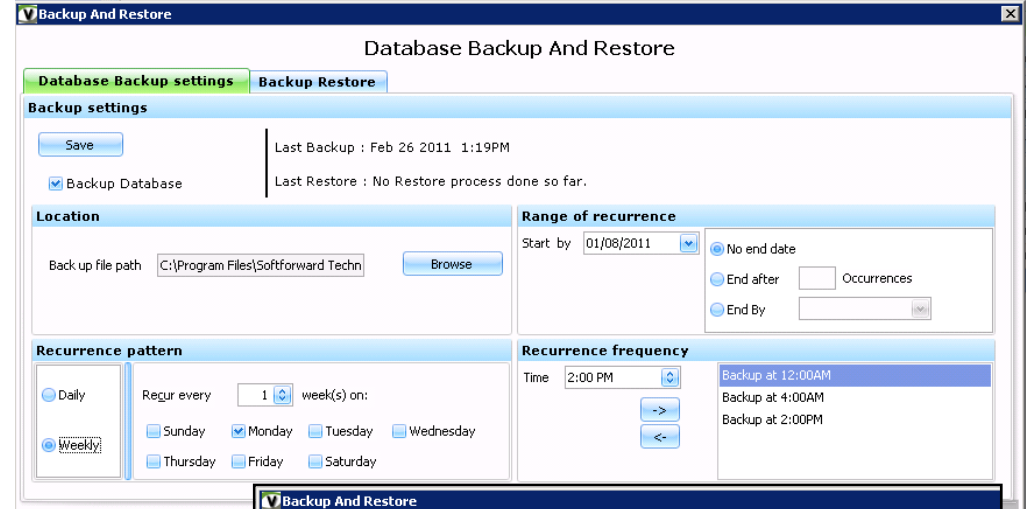 Backup And Restore
Database Backup And Restore
Database Backup settings
Backup Restore
Backup settings
Save
Last Backup : Feb 26 2011 1:19PM
Backup Database
Last Restore : No Restore process done so far.
Location
Back up file path
C:\Program Files\Softforward Techn
Browse
Range of recurrence
Start by 01/08/2011
No end date
End after Occurrences
End By
Recurrence pattern
Daily
Weekly
Recur every 1 week(s) on:
Sunday Monday Tuesday Wednesday
Thursday Friday Saturday
Recurrence frequency
Time 2:00 PM
->
<-
Backup at 12:00AM
Backup at 4:00AM
Backup at 2:00PM
Backup And Restore